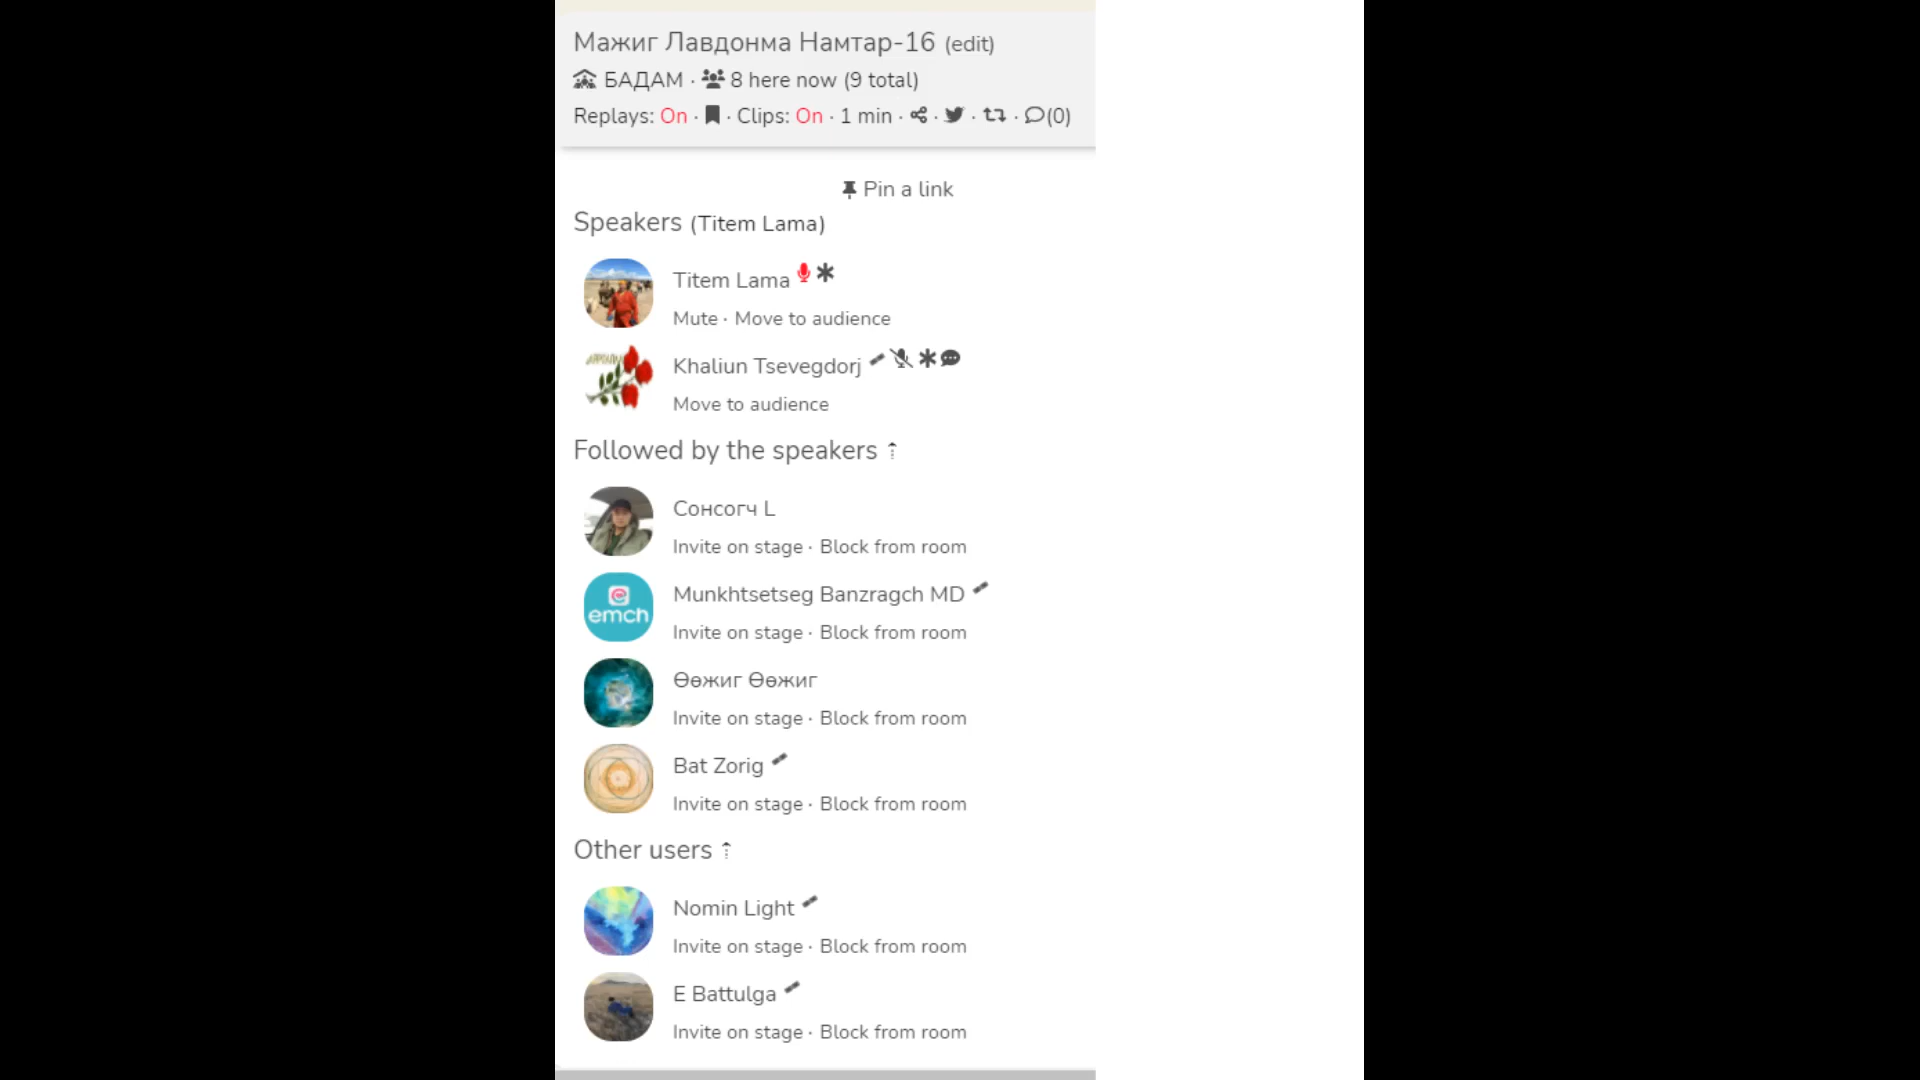 Мажиг Лавдонма Намтар-16 (edit)
БАДАМ · 8 here now (9 total)
Replays: On · · Clips: On · 1 min · · · · (0)
Pin a link
Speakers (Titem Lama)
Titem Lama
Mute · Move to audience
Khaliun Tsevegdorj
Move to audience
Followed by the speakers
Сонсогч L
Invite on stage · Block from room
emch
Munkhtsetseg Banzragch MD
Invite on stage · Block from room
Өөжиг Өөжиг
Invite on stage · Block from room
Bat Zorig
Invite on stage · Block from room
Other users
Nomin Light
Invite on stage · Block from room
E Battulga
Invite on stage · Block from room